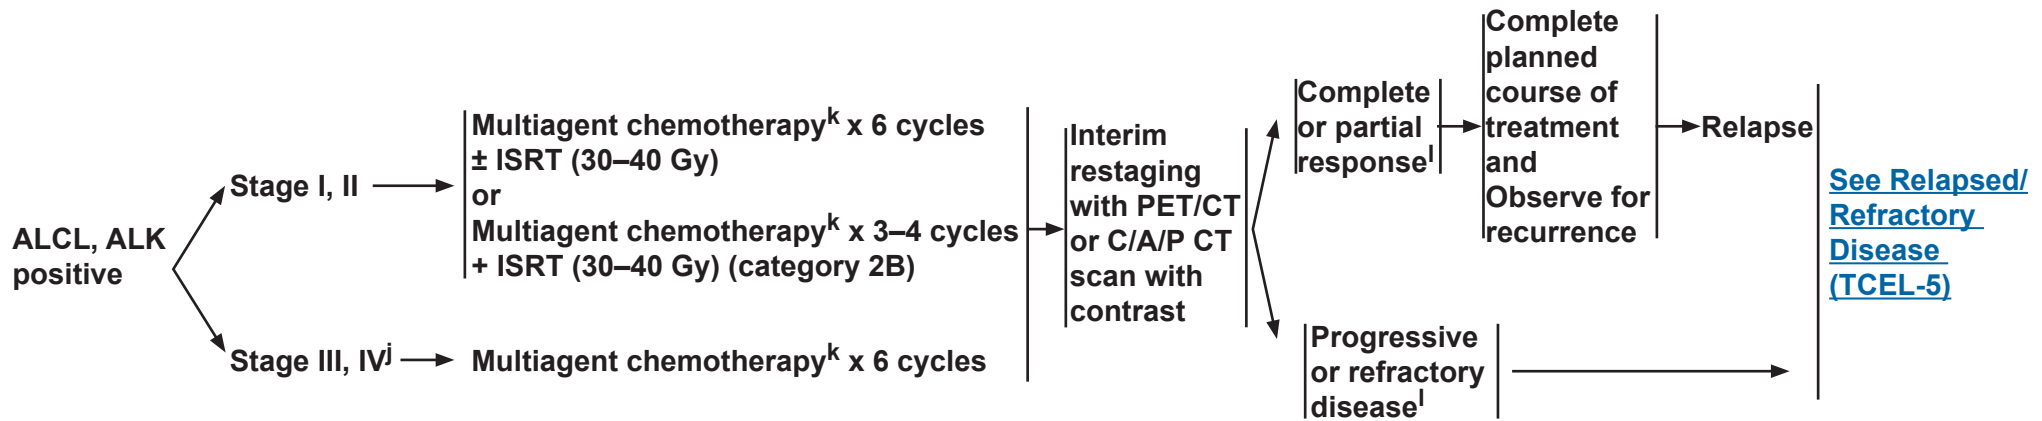 ALCL, ALK
positive
Stage I, II
Multiagent chemotherapyᵏ x 6 cycles
± ISRT (30–40 Gy)
or
Multiagent chemotherapyᵏ x 3–4 cycles
+ ISRT (30–40 Gy) (category 2B)
Stage III, IVʲ
Multiagent chemotherapyᵏ x 6 cycles
Interim
restaging
with PET/CT
or C/A/P CT
scan with
contrast
Complete
or partial
responseˡ
Complete
planned
course of
treatment
and
Observe for
recurrence
Relapse
Progressive
or refractory
diseaseˡ
See Relapsed/
Refractory
Disease
(TCEL-5)